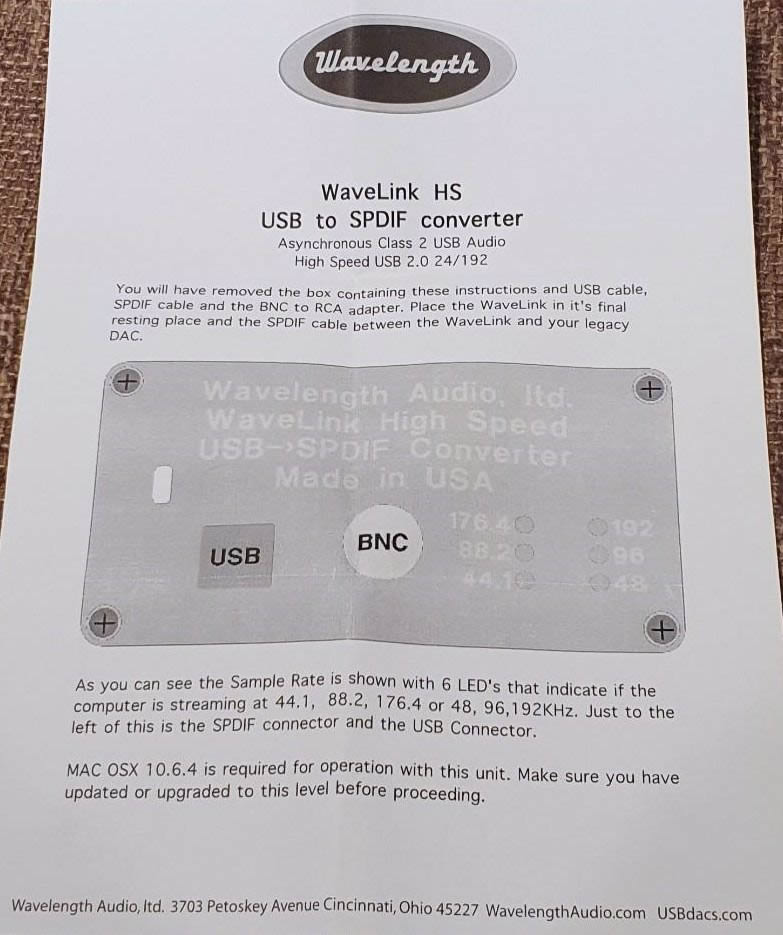 Wavelength
WaveLink HS
USB to SPDIF converter
Asynchronous Class 2 USB Audio
High Speed USB 2.0 24/192
You will have removed the box containing these instructions and USB cable,
SPDIF cable and the BNC to RCA adapter. Place the WaveLink in it's final
resting place and the SPDIF cable between the WaveLink and your legacy
DAC.
Wavelength Audio, ltd.
WaveLink High Speed
USB->SPDIF Converter
Made in USA
176.4 192
USB BNC 88.2 96
44.1 48
As you can see the Sample Rate is shown with 6 LED's that indicate if the
computer is streaming at 44.1, 88.2, 176.4 or 48, 96,192KHz. Just to the
left of this is the SPDIF connector and the USB Connector.
MAC OSX 10.6.4 is required for operation with this unit. Make sure you have
updated or upgraded to this level before proceeding.
Wavelength Audio, ltd. 3703 Petoskey Avenue Cincinnati, Ohio 45227 WavelengthAudio.com USBdacs.com